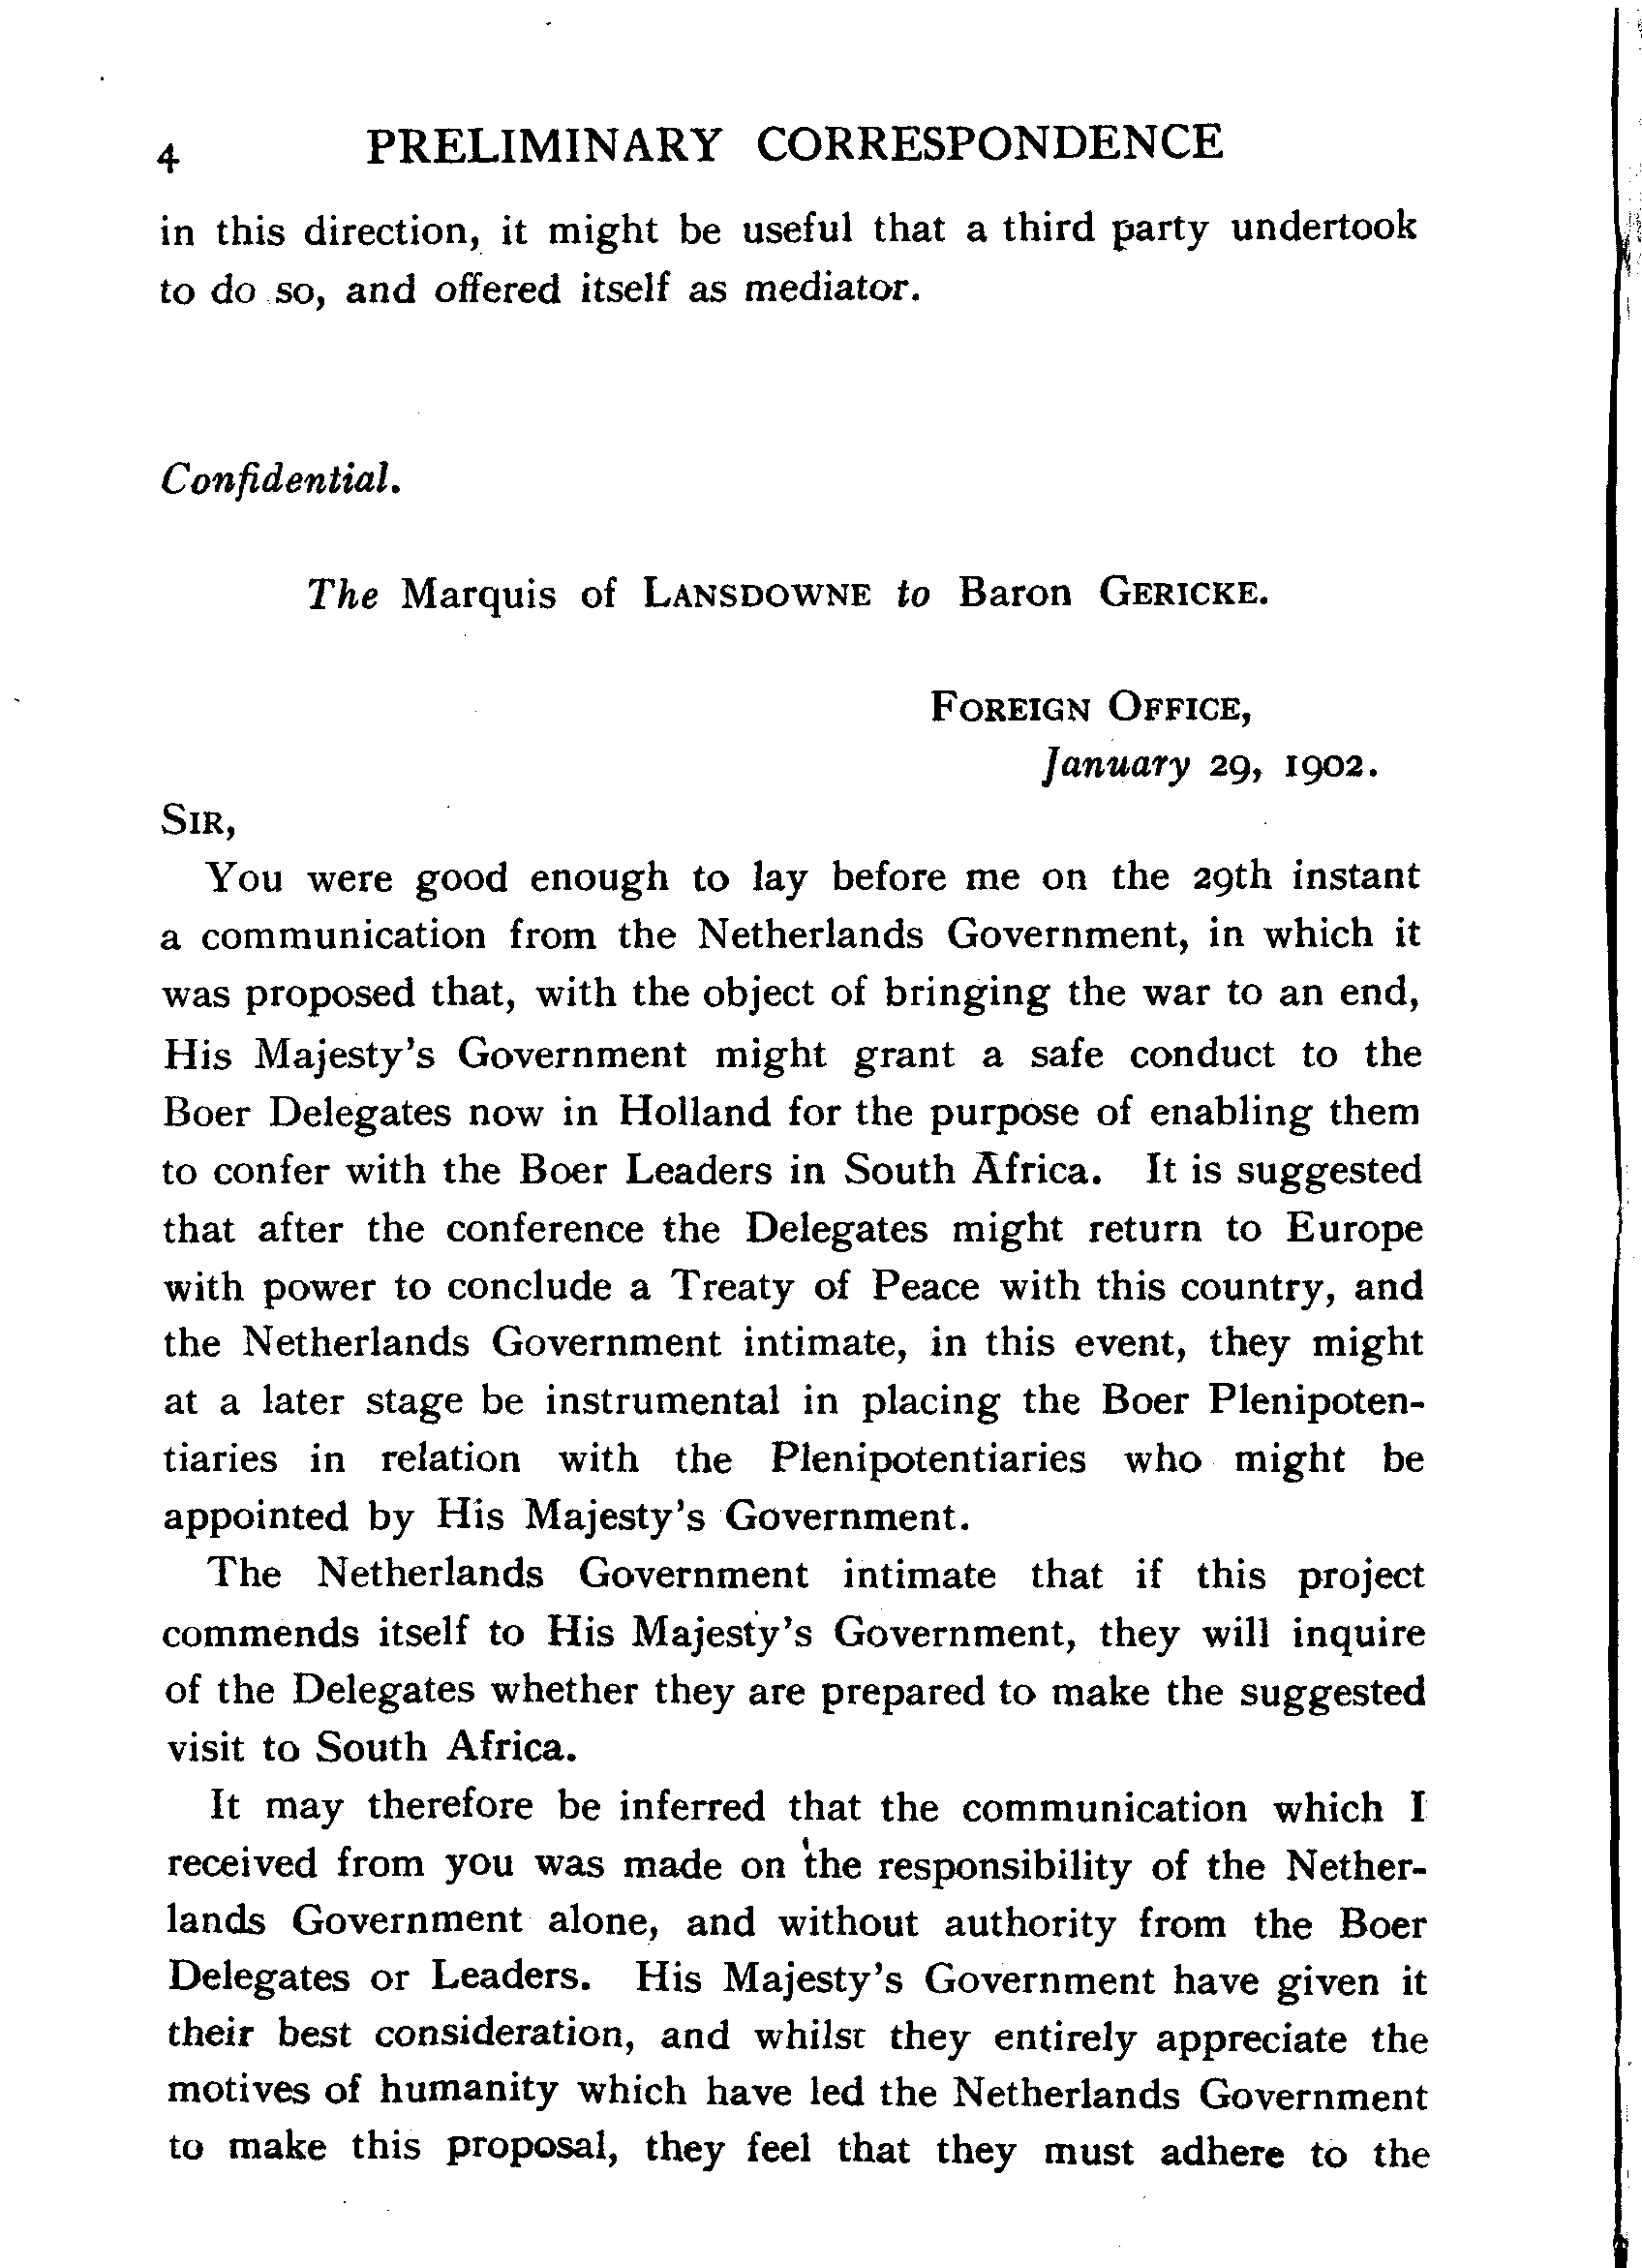 4 PRELIMINARY CORRESPONDENCE
in this direction, it might be useful that a third party undertook
to do so, and offered itself as mediator.
Confidential.
The Marquis of LANSDOWNE to Baron GERICKE.
FOREIGN OFFICE,
January 29, 1902.
SIR,
You were good enough to lay before me on the 29th instant
a communication from the Netherlands Government, in which it
was proposed that, with the object of bringing the war to an end,
His Majesty's Government might grant a safe conduct to the
Boer Delegates now in Holland for the purpose of enabling them
to confer with the Boer Leaders in South Africa. It is suggested
that after the conference the Delegates might return to Europe
with power to conclude a Treaty of Peace with this country, and
the Netherlands Government intimate, in this event, they might
at a later stage be instrumental in placing the Boer Plenipoten-
tiaries in relation with the Plenipotentiaries who might be
appointed by His Majesty's Government.
The Netherlands Government intimate that if this project
commends itself to His Majesty's Government, they will inquire
of the Delegates whether they are prepared to make the suggested
visit to South Africa.
It may therefore be inferred that the communication which I
received from you was made on the responsibility of the Nether-
lands Government alone, and without authority from the Boer
Delegates or Leaders. His Majesty's Government have given it
their best consideration, and whilst they entirely appreciate the
motives of humanity which have led the Netherlands Government
to make this proposal, they feel that they must adhere to the